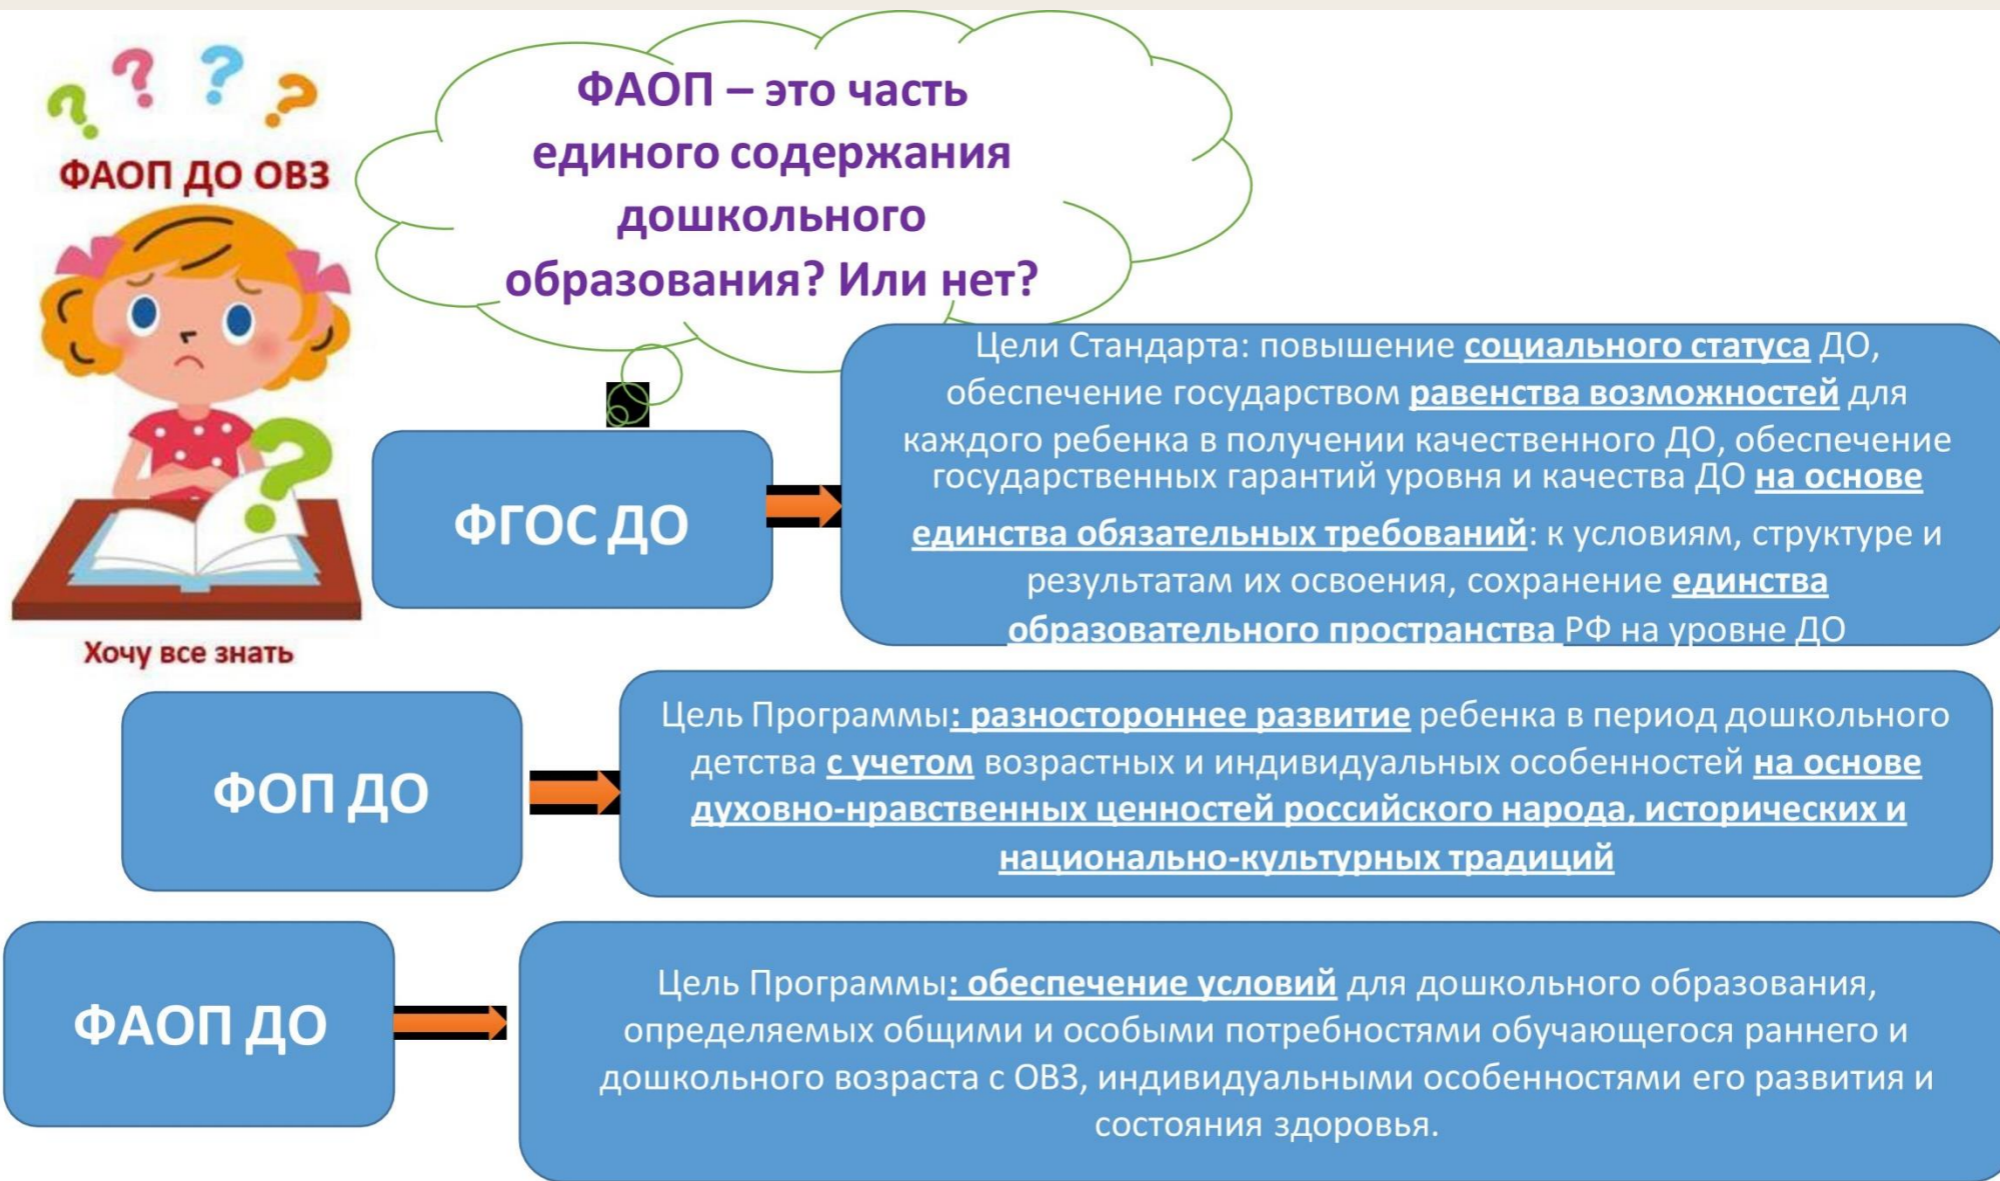 ФАОП ДО ОВЗ
Хочу все знать
ФАОП – это часть
единого содержания
дошкольного
образования? Или нет?
ФГОС ДО
Цели Стандарта: повышение социального статуса ДО,
обеспечение государством равенства возможностей для
каждого ребенка в получении качественного ДО, обеспечение
государственных гарантий уровня и качества ДО на основе
единства обязательных требований: к условиям, структуре и
результатам их освоения, сохранение единства
образовательного пространства РФ на уровне ДО
ФОП ДО
Цель Программы: разностороннее развитие ребенка в период дошкольного
детства с учетом возрастных и индивидуальных особенностей на основе
духовно-нравственных ценностей российского народа, исторических и
национально-культурных традиций
ФАОП ДО
Цель Программы: обеспечение условий для дошкольного образования,
определяемых общими и особыми потребностями обучающегося раннего и
дошкольного возраста с ОВЗ, индивидуальными особенностями его развития и
состояния здоровья.